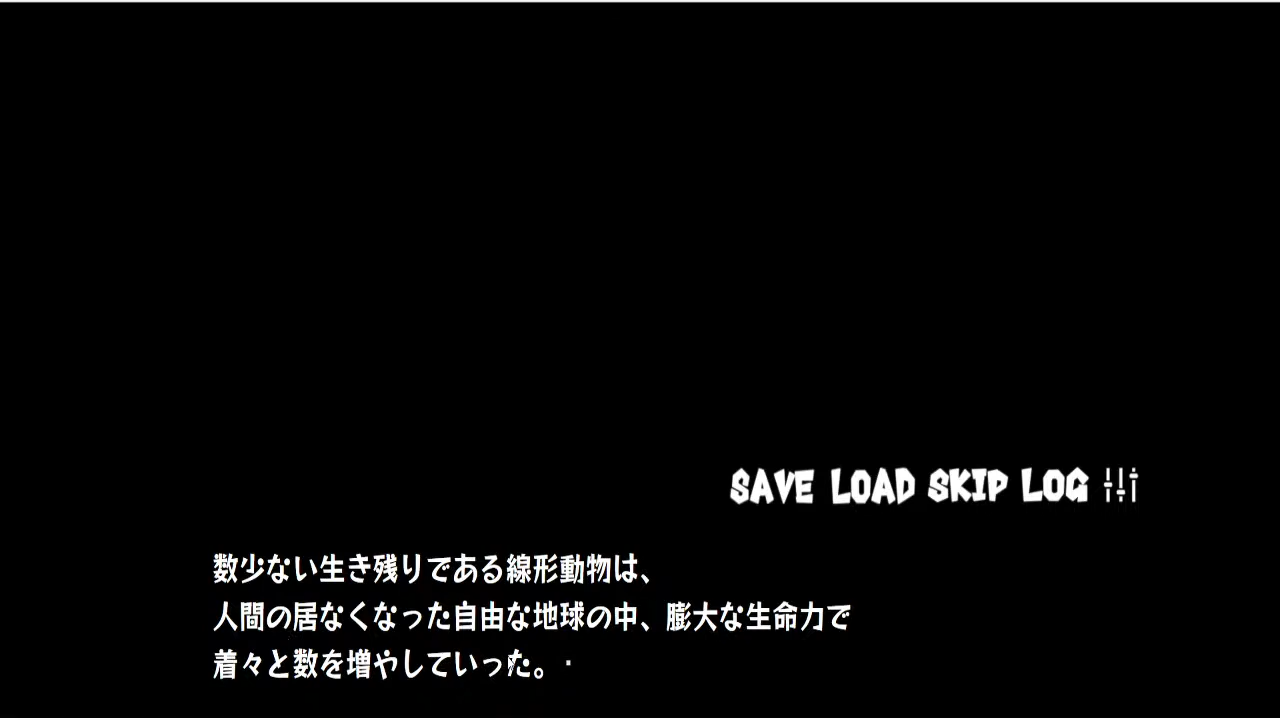 SAVE LOAD SKIP LOG
数少ない生き残りである線形動物は、
人間の居なくなった自由な地球の中、膨大な生命力で
着々と数を増やしていった。